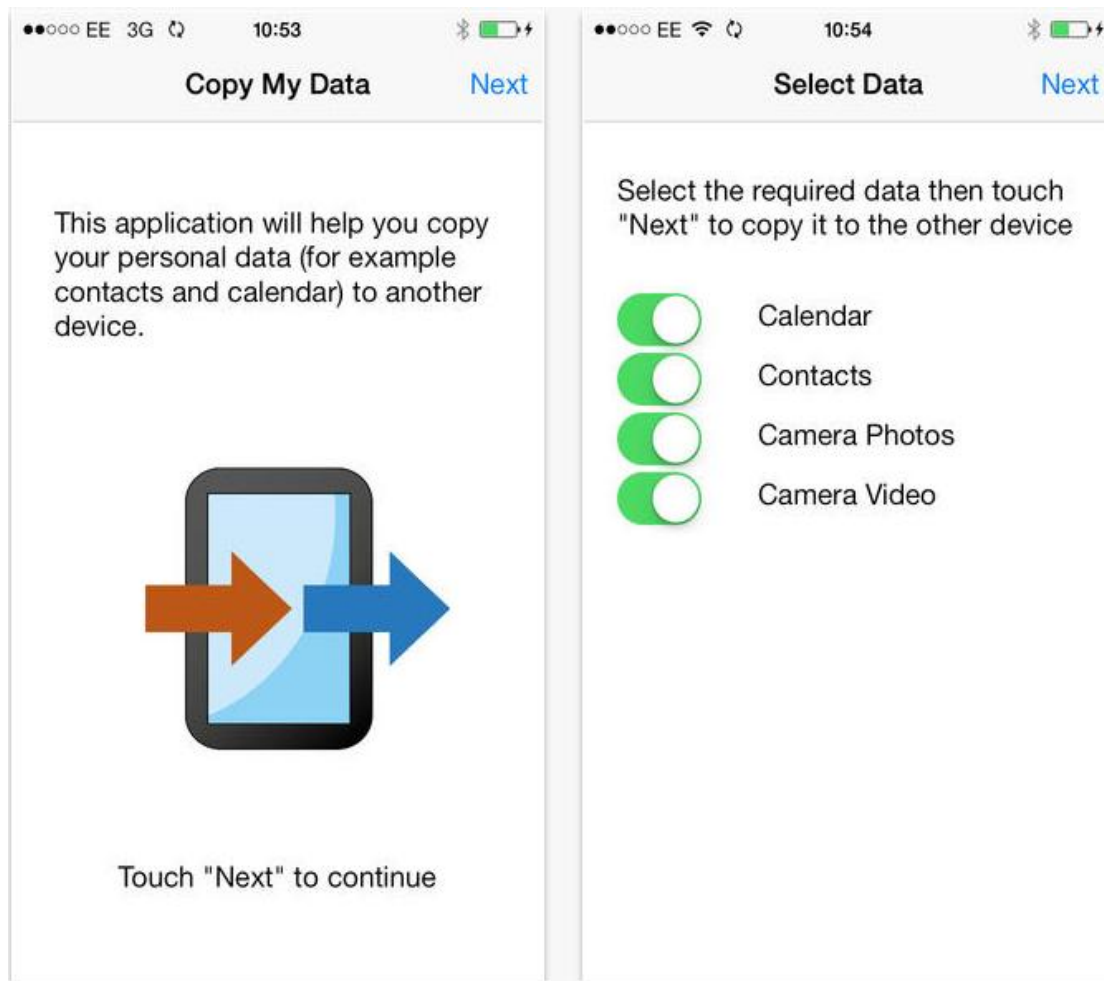 EE 3G 10:53
Copy My Data Next
This application will help you copy
your personal data (for example
contacts and calendar) to another
device.
Touch "Next" to continue
EE 10:54
Select Data Next
Select the required data then touch
"Next" to copy it to the other device
Calendar
Contacts
Camera Photos
Camera Video